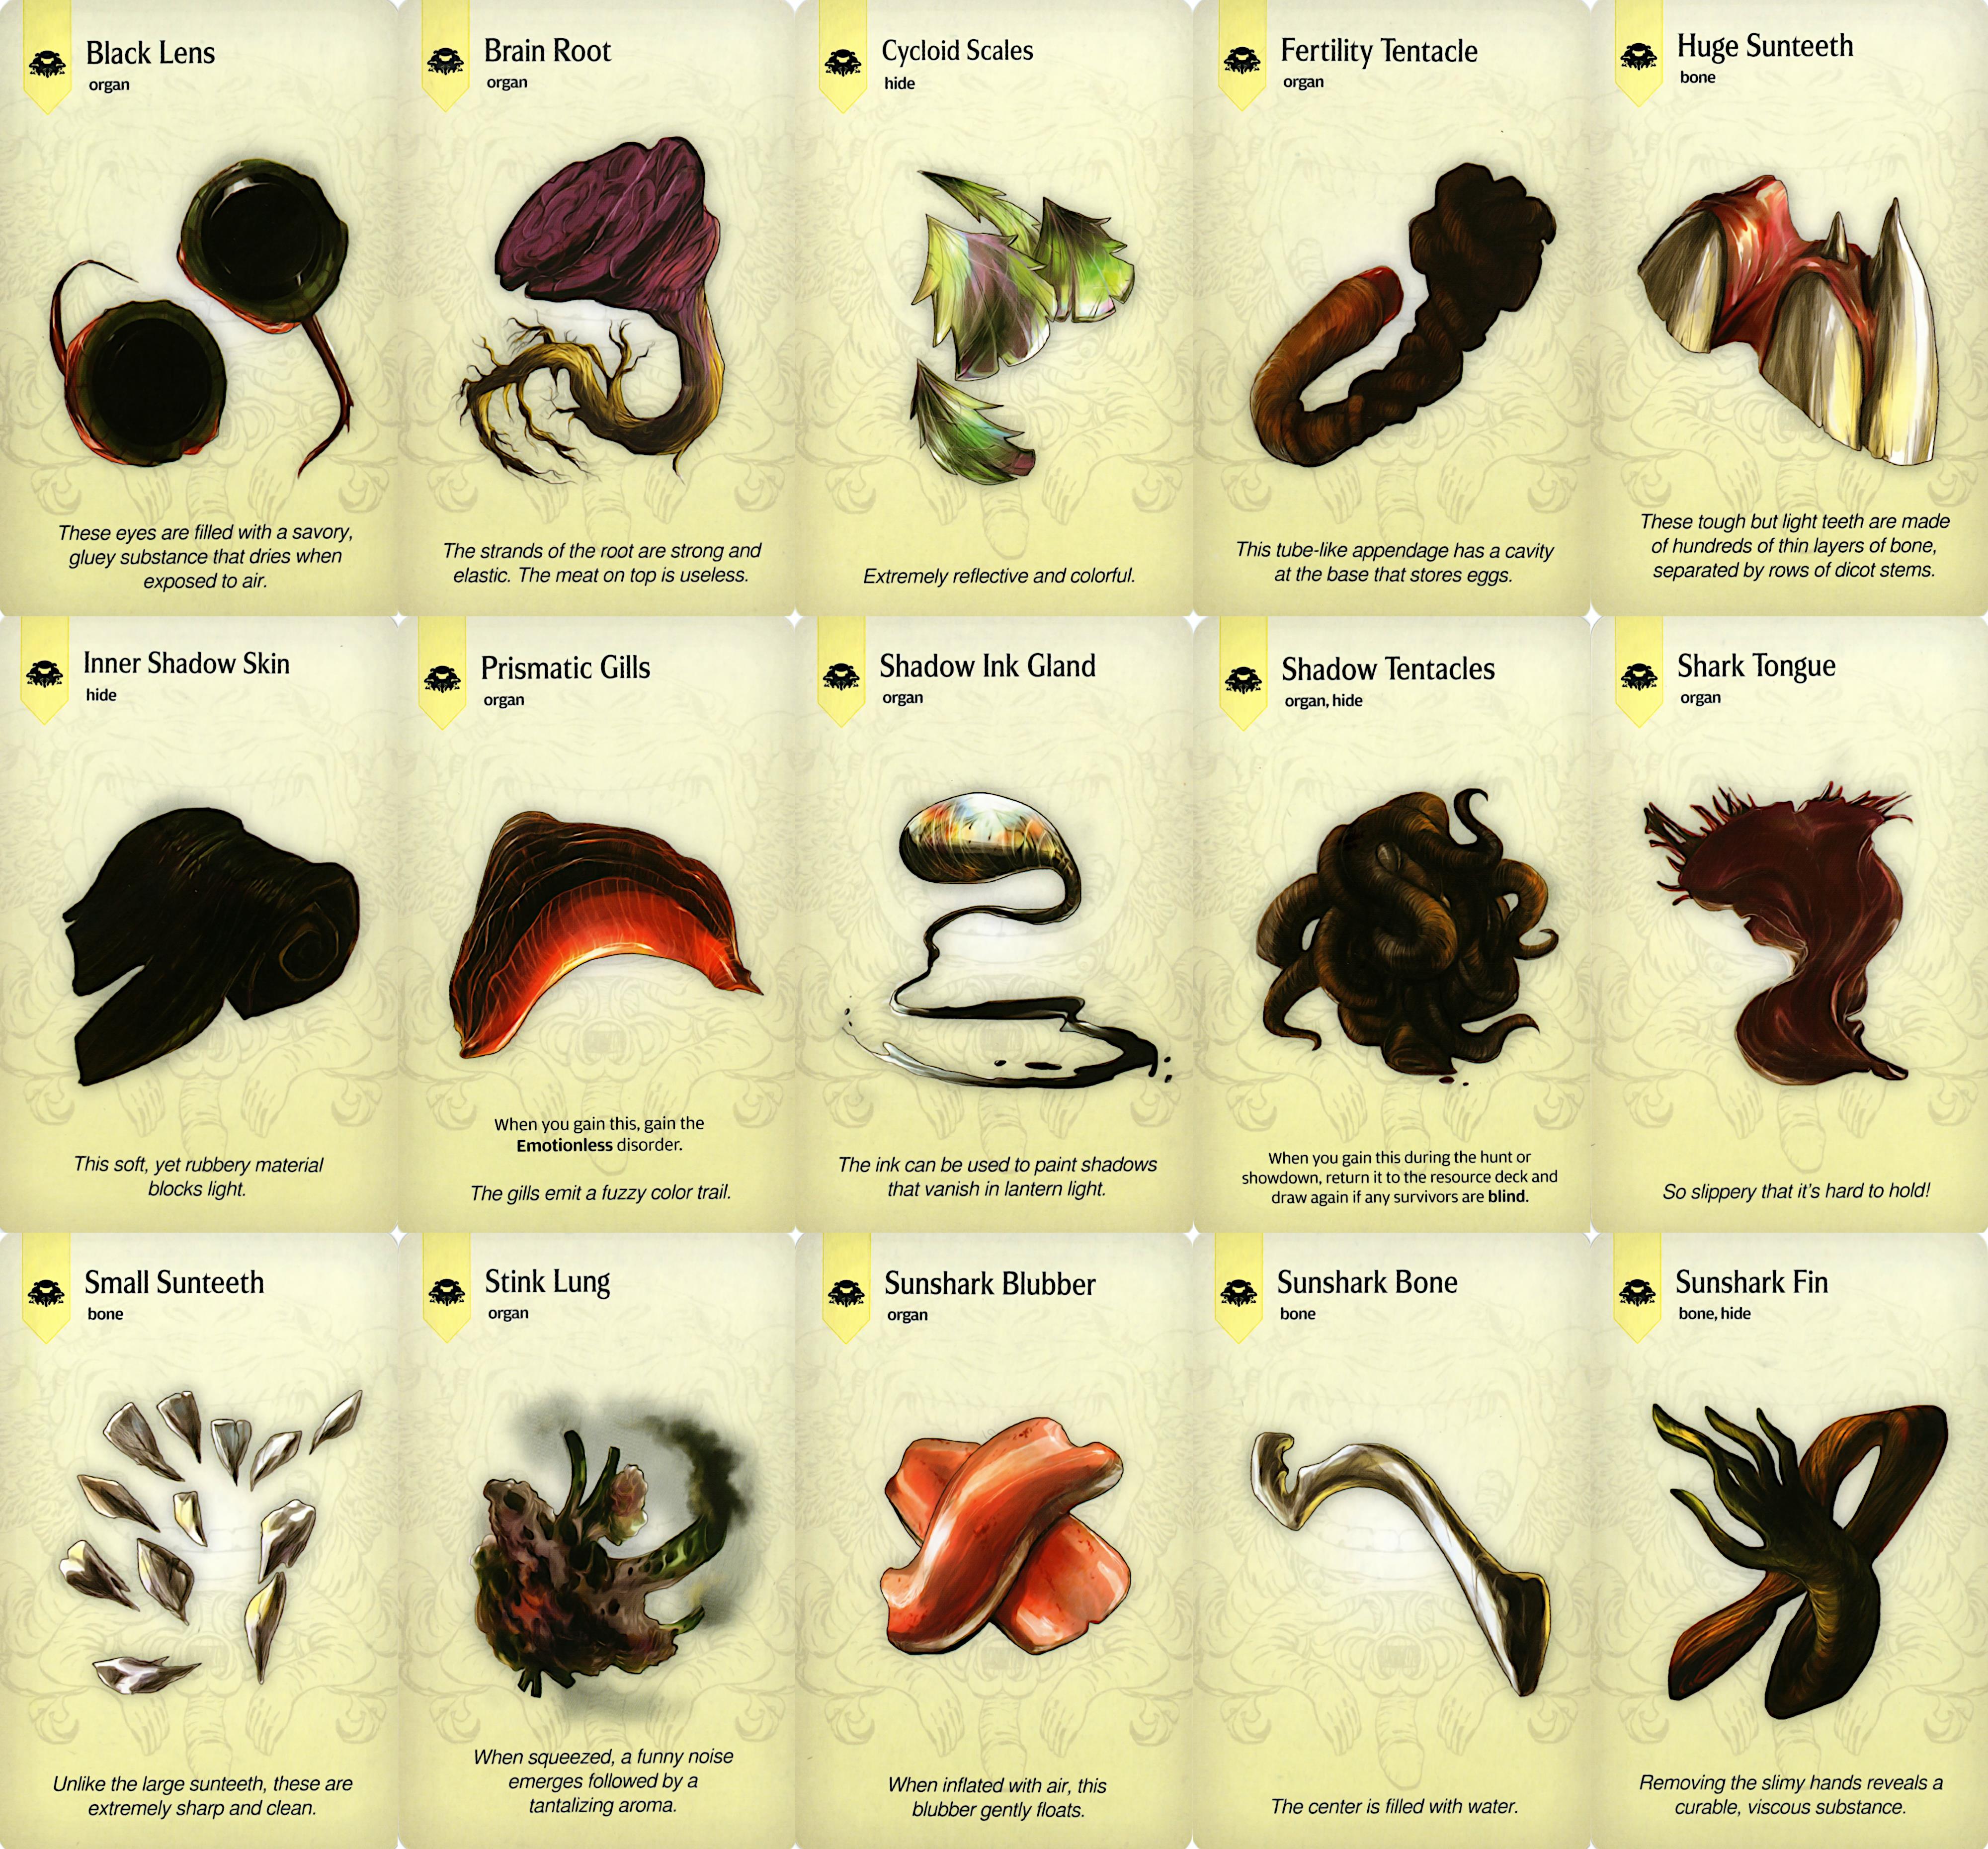 Black Lens
organ
These eyes are filled with a savory,
gluey substance that dries when
exposed to air.
Brain Root
organ
The strands of the root are strong and
elastic. The meat on top is useless.
Cycloid Scales
hide
Extremely reflective and colorful.
Fertility Tentacle
organ
This tube-like appendage has a cavity
at the base that stores eggs.
Huge Sunteeth
bone
These tough but light teeth are made
of hundreds of thin layers of bone,
separated by rows of dicot stems.
Inner Shadow Skin
hide
This soft, yet rubbery material
blocks light.
Prismatic Gills
organ
When you gain this, gain the
Emotionless disorder.
The gills emit a fuzzy color trail.
Shadow Ink Gland
organ
The ink can be used to paint shadows
that vanish in lantern light.
Shadow Tentacles
organ, hide
When you gain this during the hunt or
showdown, return it to the resource deck and
draw again if any survivors are blind.
Shark Tongue
organ
So slippery that it's hard to hold!
Small Sunteeth
bone
Unlike the large sunteeth, these are
extremely sharp and clean.
Stink Lung
organ
When squeezed, a funny noise
emerges followed by a
tantalizing aroma.
Sunshark Blubber
organ
When inflated with air, this
blubber gently floats.
Sunshark Bone
bone
The center is filled with water.
Sunshark Fin
bone, hide
Removing the slimy hands reveals a
curable, viscous substance.